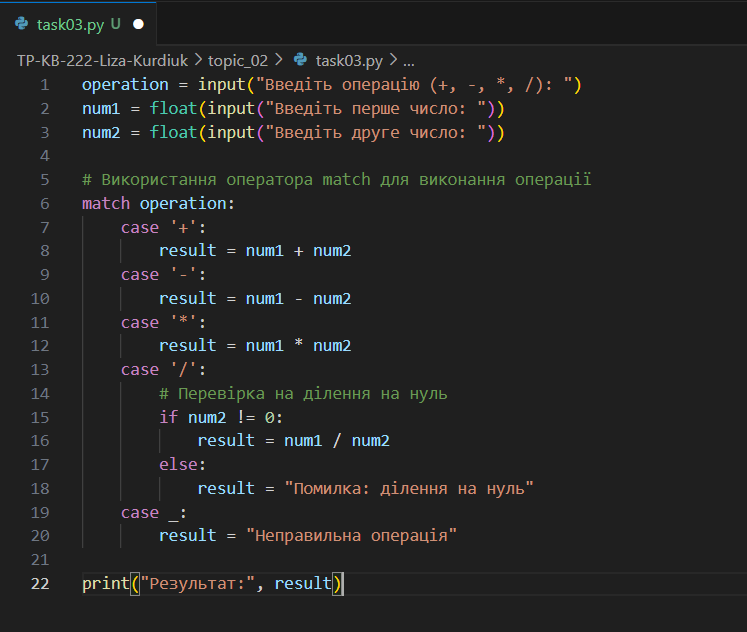 task03.py U
TP-KB-222-Liza-Kurdiuk > topic_02 > task03.py > ...
1 operation = input("Введіть операцію (+, -, *, /): ")
2 num1 = float(input("Введіть перше число: "))
3 num2 = float(input("Введіть друге число: "))
4
5 # Використання оператора match для виконання операції
6 match operation:
7     case '+':
8         result = num1 + num2
9     case '-':
10         result = num1 - num2
11     case '*':
12         result = num1 * num2
13     case '/':
14         # Перевірка на ділення на нуль
15         if num2 != 0:
16             result = num1 / num2
17         else:
18             result = "Помилка: ділення на нуль"
19     case _:
20         result = "Неправильна операція"
21
22 print("Результат:", result)